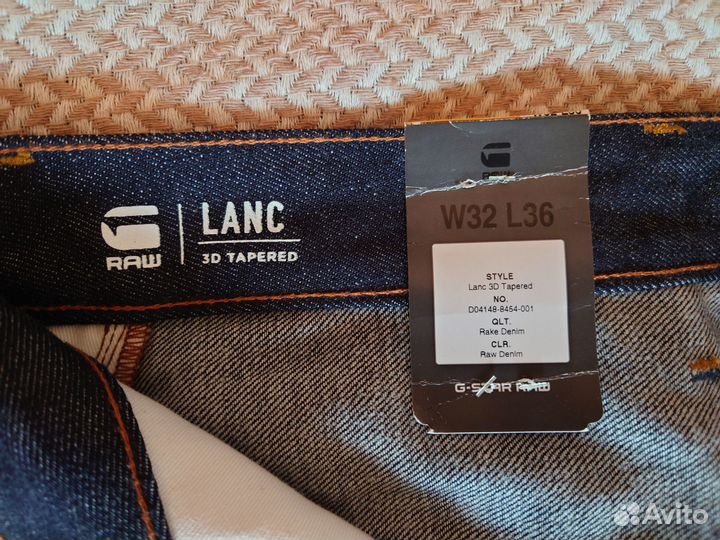 RAW
LANC
3D TAPERED
RAW
W32 L36
STYLE
Lanc 3D Tapered
NO.
D04148-8454-001
QLT.
Rake Denim
CLR.
Raw Denim
G-STAR RAW
Avito